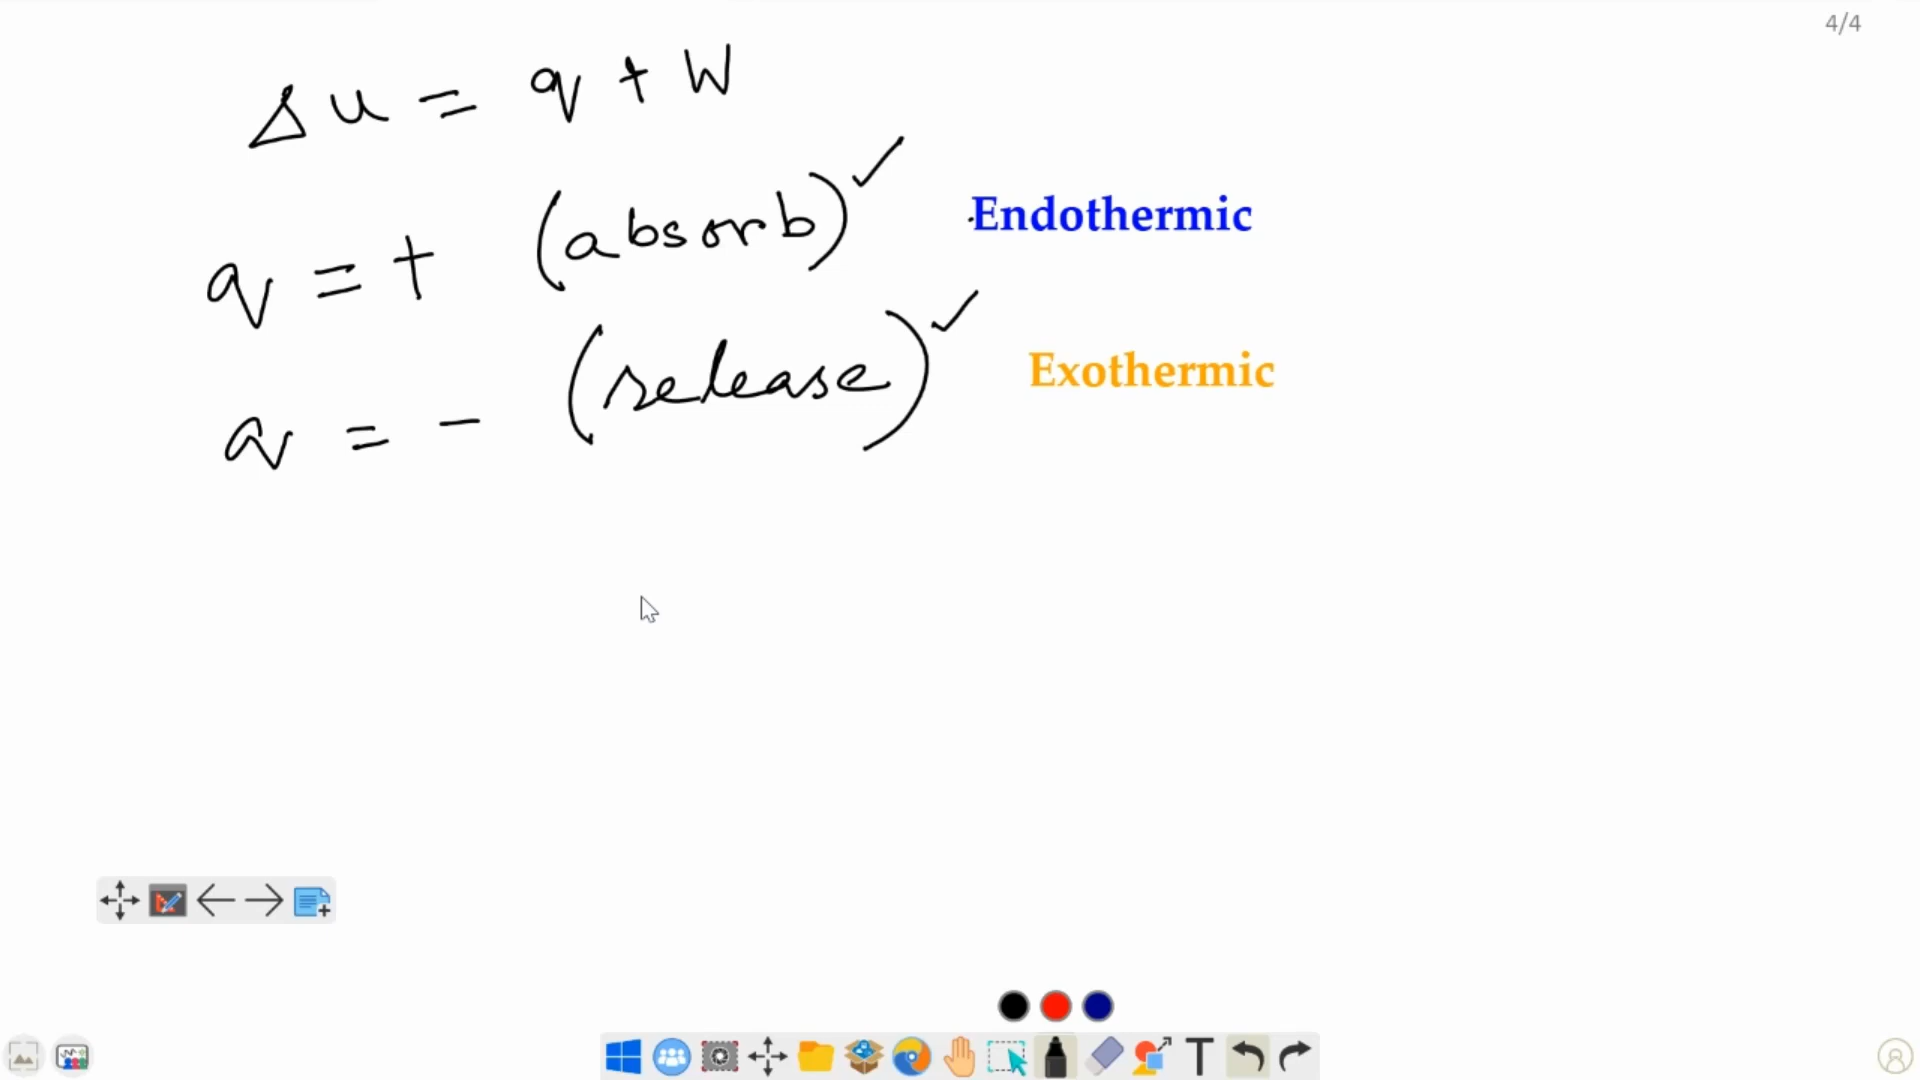 4/4
Δu = q + W
q = + (absorb) ✓ Endothermic
q = - (release) ✓ Exothermic